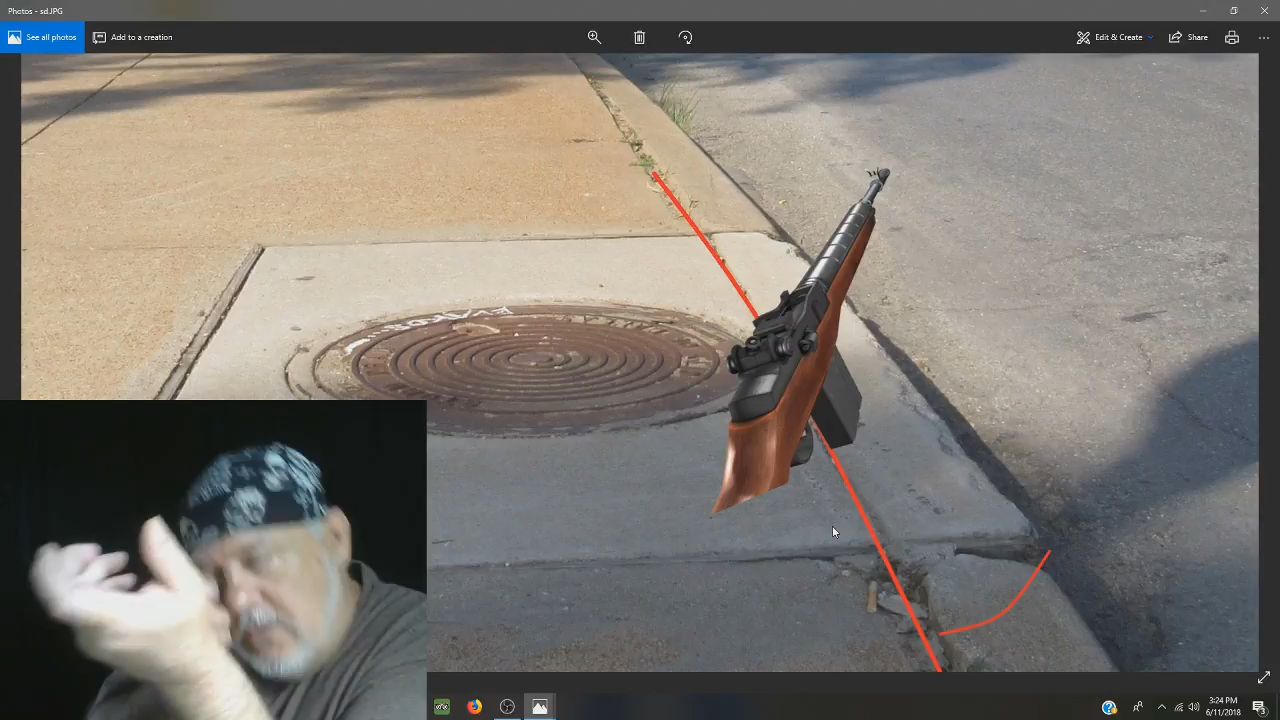 Photos - sd.JPG
See all photos
Add to a creation
Edit & Create
Share
3:24 PM
6/11/2018